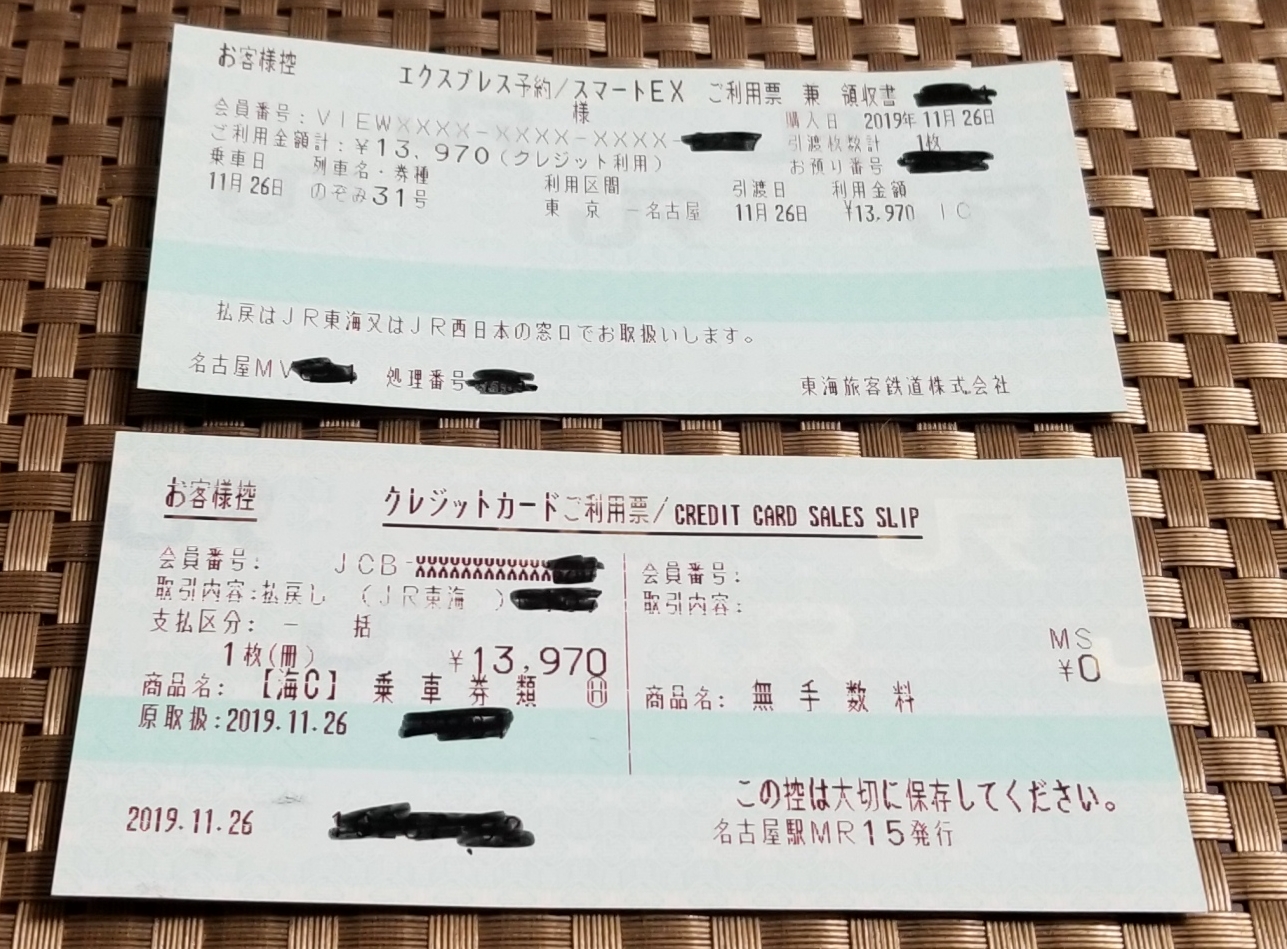 お客様控
エクスプレス予約/スマートEX ご利用票 兼 領収書
様
会員番号:VIEWXXXX-XXXX-XXXX-
購入日 2019年11月26日
ご利用金額計:¥13,970(クレジット利用)
引渡枚数計 1枚
お預り番号
乗車日 列車名・券種 利用区間 引渡日 利用金額
11月26日 のぞみ31号 東 京 -名古屋 11月26日 ¥13,970 IC
払戻はJR東海又はJR西日本の窓口でお取扱いします。
名古屋MV 処理番号 東海旅客鉄道株式会社
お客様控 クレジットカードご利用票/CREDIT CARD SALES SLIP
会員番号: JCB-
取引内容:払戻し (JR東海 )
支払区分: 一 括
1枚(冊) ¥13,970
商品名: 【海C】 乗 車 券 類 Ⓗ
原取扱:2019.11.26
2019.11.26
会員番号:
取引内容:
MS
¥0
商品名: 無 手 数 料
この控は大切に保存してください。
名古屋駅MR15発行